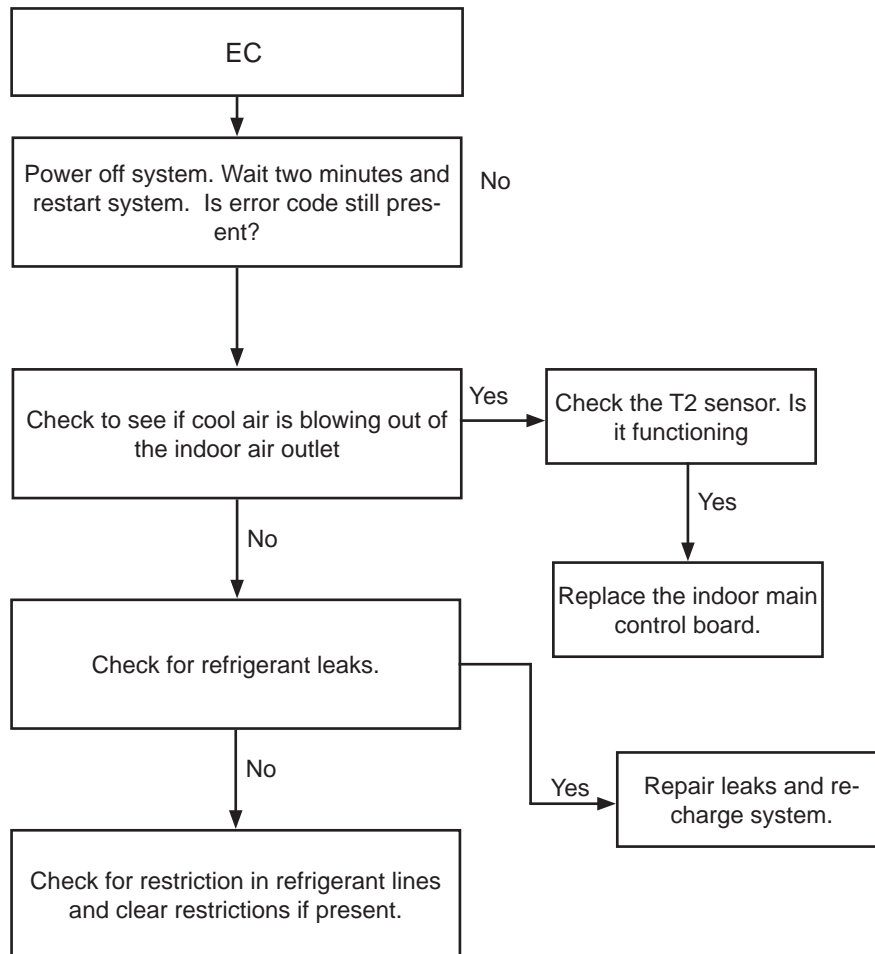 EC
Power off system. Wait two minutes and
restart system.  Is error code still pres-
ent?
No
Check to see if cool air is blowing out of
the indoor air outlet
Yes
Check the T2 sensor. Is
it functioning
Yes
Replace the indoor main
control board.
No
Check for refrigerant leaks.
Yes
Repair leaks and re-
charge system.
No
Check for restriction in refrigerant lines
and clear restrictions if present.